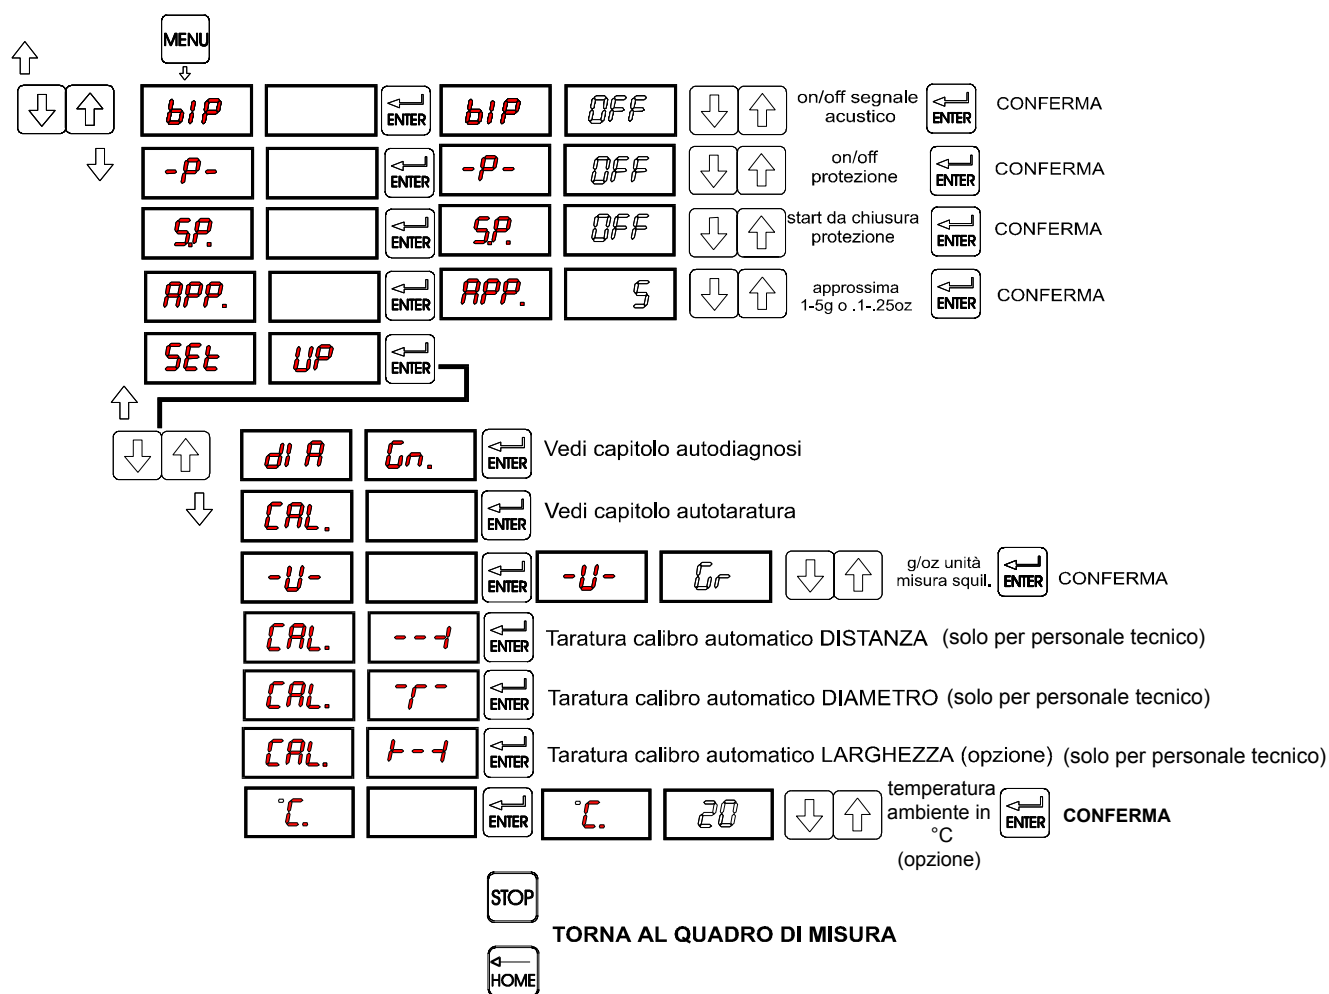 MENU
bIP ENTER bIP OFF on/off segnale acustico ENTER CONFERMA
-P- ENTER -P- OFF on/off protezione ENTER CONFERMA
S.P. ENTER S.P. OFF start da chiusura protezione ENTER CONFERMA
APP. ENTER APP. 5 approssima 1-5g o .1-.25oz ENTER CONFERMA
SEt UP ENTER
dI A Gn. ENTER Vedi capitolo autodiagnosi
CAL. ENTER Vedi capitolo autotaratura
-U- ENTER -U- Gr g/oz unità misura squil. ENTER CONFERMA
CAL. ENTER Taratura calibro automatico DISTANZA (solo per personale tecnico)
CAL. ENTER Taratura calibro automatico DIAMETRO (solo per personale tecnico)
CAL. ENTER Taratura calibro automatico LARGHEZZA (opzione) (solo per personale tecnico)
°C. ENTER °C. 20 temperatura ambiente in °C (opzione) ENTER CONFERMA
STOP
TORNA AL QUADRO DI MISURA
HOME